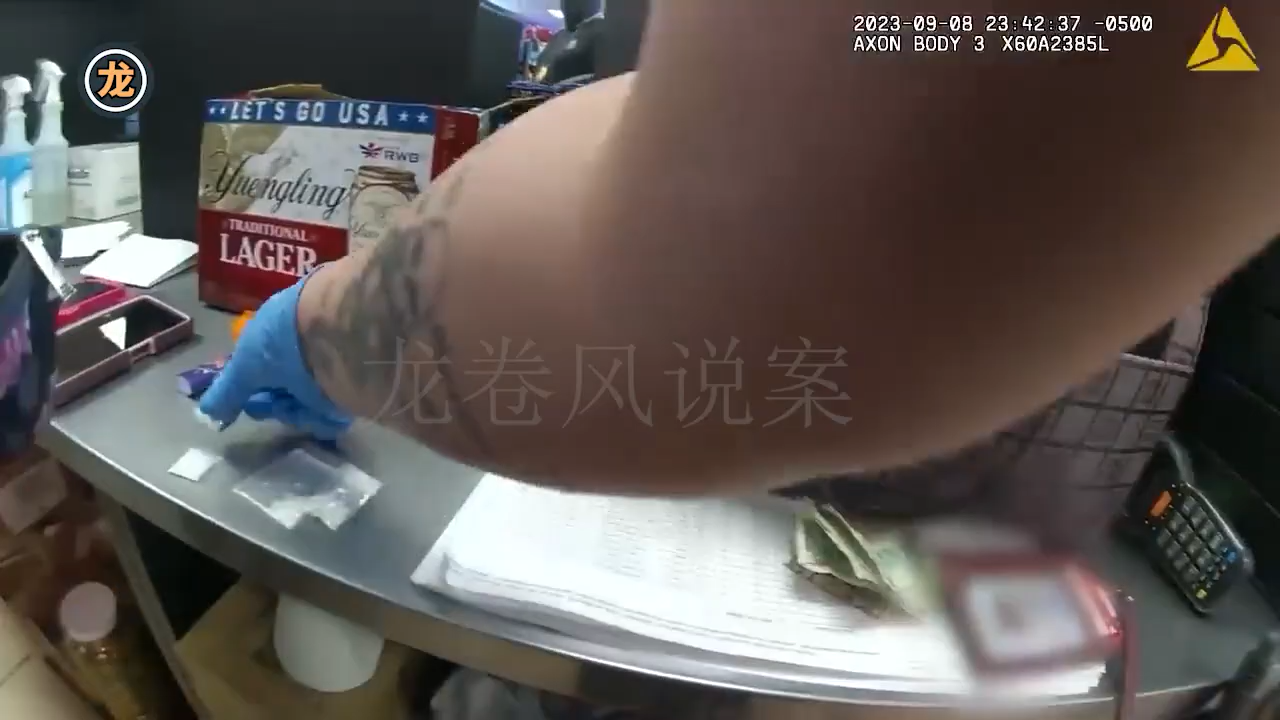 2023-09-08 23:42:37 -0500
AXON BODY 3 X60A2385L
龙
LET'S GO USA
RWB
Yuengling
TRADITIONAL
LAGER
龙卷风说案